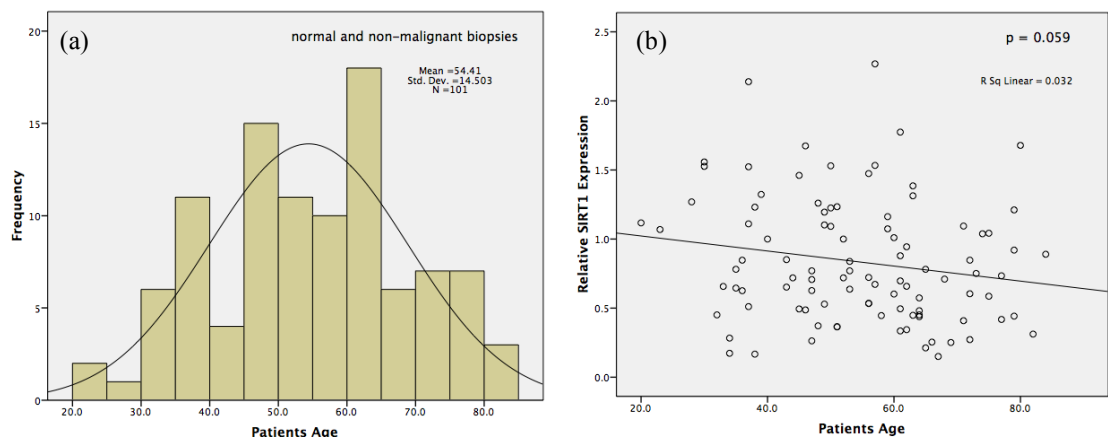 (a)
normal and non-malignant biopsies
Mean =54.41
Std. Dev. =14.503
N =101
Frequency
20
15
10
5
0
20.0 30.0 40.0 50.0 60.0 70.0 80.0
Patients Age
(b)
p = 0.059
R Sq Linear = 0.032
Relative SIRT1 Expression
2.5
2.0
1.5
1.0
0.5
0.0
20.0 40.0 60.0 80.0
Patients Age